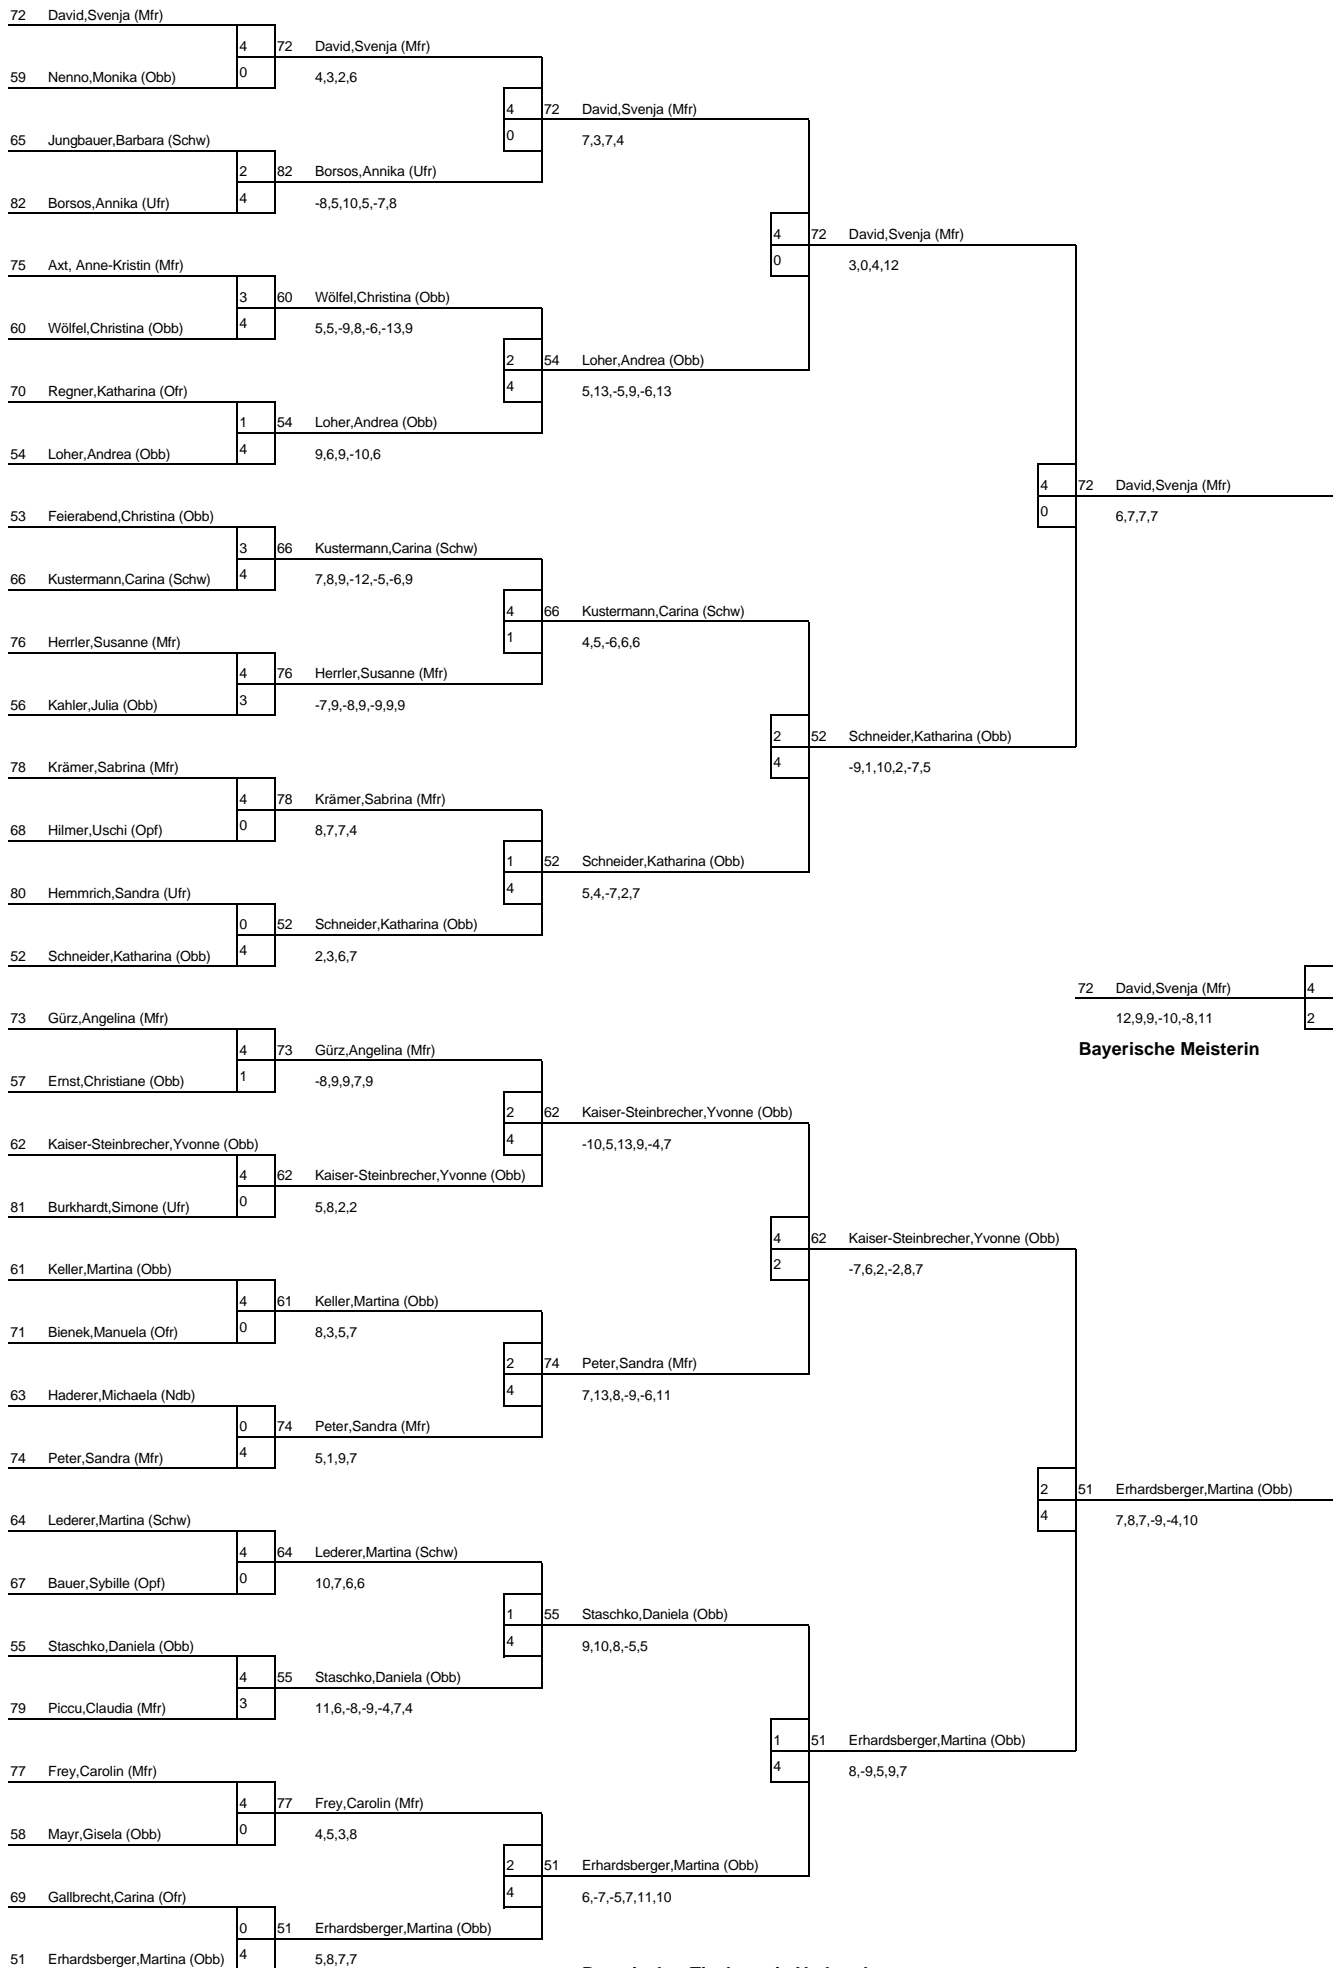 72 David,Svenja (Mfr)
4 72 David,Svenja (Mfr)
59 Nenno,Monika (Obb) 0 4,3,2,6
4 72 David,Svenja (Mfr)
65 Jungbauer,Barbara (Schw) 0 7,3,7,4
2 82 Borsos,Annika (Ufr)
82 Borsos,Annika (Ufr) 4 -8,5,10,5,-7,8
4 72 David,Svenja (Mfr)
75 Axt, Anne-Kristin (Mfr) 0 3,0,4,12
3 60 Wölfel,Christina (Obb)
60 Wölfel,Christina (Obb) 4 5,5,-9,8,-6,-13,9
2 54 Loher,Andrea (Obb)
70 Regner,Katharina (Ofr) 4 5,13,-5,9,-6,13
1 54 Loher,Andrea (Obb)
54 Loher,Andrea (Obb) 4 9,6,9,-10,6
4 72 David,Svenja (Mfr)
53 Feierabend,Christina (Obb) 0 6,7,7,7
3 66 Kustermann,Carina (Schw)
66 Kustermann,Carina (Schw) 4 7,8,9,-12,-5,-6,9
4 66 Kustermann,Carina (Schw)
76 Herrler,Susanne (Mfr) 1 4,5,-6,6,6
4 76 Herrler,Susanne (Mfr)
56 Kahler,Julia (Obb) 3 -7,9,-8,9,-9,9,9
2 52 Schneider,Katharina (Obb)
78 Krämer,Sabrina (Mfr) 4 -9,1,10,2,-7,5
4 78 Krämer,Sabrina (Mfr)
68 Hilmer,Uschi (Opf) 0 8,7,7,4
1 52 Schneider,Katharina (Obb)
80 Hemmrich,Sandra (Ufr) 4 5,4,-7,2,7
0 52 Schneider,Katharina (Obb)
52 Schneider,Katharina (Obb) 4 2,3,6,7
72 David,Svenja (Mfr) 4
73 Gürz,Angelina (Mfr) 12,9,9,-10,-8,11 2
4 73 Gürz,Angelina (Mfr) Bayerische Meisterin
57 Ernst,Christiane (Obb) 1 -8,9,9,7,9
2 62 Kaiser-Steinbrecher,Yvonne (Obb)
62 Kaiser-Steinbrecher,Yvonne (Obb) 4 -10,5,13,9,-4,7
4 62 Kaiser-Steinbrecher,Yvonne (Obb)
81 Burkhardt,Simone (Ufr) 0 5,8,2,2
4 62 Kaiser-Steinbrecher,Yvonne (Obb)
61 Keller,Martina (Obb) 2 -7,6,2,-2,8,7
4 61 Keller,Martina (Obb)
71 Bienek,Manuela (Ofr) 0 8,3,5,7
2 74 Peter,Sandra (Mfr)
63 Haderer,Michaela (Ndb) 4 7,13,8,-9,-6,11
0 74 Peter,Sandra (Mfr)
74 Peter,Sandra (Mfr) 4 5,1,9,7
2 51 Erhardsberger,Martina (Obb)
64 Lederer,Martina (Schw) 4 7,8,7,-9,-4,10
4 64 Lederer,Martina (Schw)
67 Bauer,Sybille (Opf) 0 10,7,6,6
1 55 Staschko,Daniela (Obb)
55 Staschko,Daniela (Obb) 4 9,10,8,-5,5
4 55 Staschko,Daniela (Obb)
79 Piccu,Claudia (Mfr) 3 11,6,-8,-9,-4,7,4
1 51 Erhardsberger,Martina (Obb)
77 Frey,Carolin (Mfr) 4 8,-9,5,9,7
4 77 Frey,Carolin (Mfr)
58 Mayr,Gisela (Obb) 0 4,5,3,8
2 51 Erhardsberger,Martina (Obb)
69 Gallbrecht,Carina (Ofr) 4 6,-7,-5,7,11,10
0 51 Erhardsberger,Martina (Obb)
51 Erhardsberger,Martina (Obb) 4 5,8,7,7